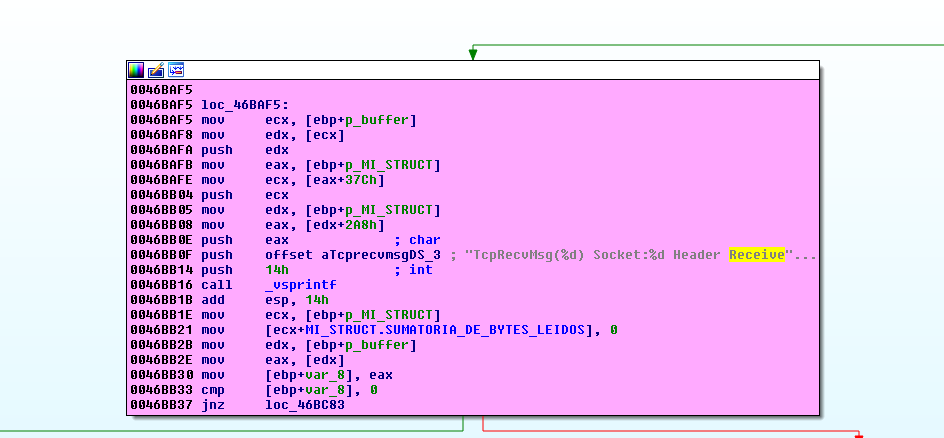 0046BAF5
0046BAF5 loc_46BAF5:
0046BAF5 mov ecx, [ebp+p_buffer]
0046BAF8 mov edx, [ecx]
0046BAFA push edx
0046BAFB mov eax, [ebp+p_MI_STRUCT]
0046BAFE mov ecx, [eax+37Ch]
0046BB04 push ecx
0046BB05 mov edx, [ebp+p_MI_STRUCT]
0046BB08 mov eax, [edx+2A8h]
0046BB0E push eax ; char
0046BB0F push offset aTcprecvmsgDS_3 ; "TcpRecvMsg(%d) Socket:%d Header Receive"...
0046BB14 push 14h ; int
0046BB16 call _vsprintf
0046BB1B add esp, 14h
0046BB1E mov ecx, [ebp+p_MI_STRUCT]
0046BB21 mov [ecx+MI_STRUCT.SUMATORIA_DE_BYTES_LEIDOS], 0
0046BB2B mov edx, [ebp+p_buffer]
0046BB2E mov eax, [edx]
0046BB30 mov [ebp+var_8], eax
0046BB33 cmp [ebp+var_8], 0
0046BB37 jnz loc_46BC83